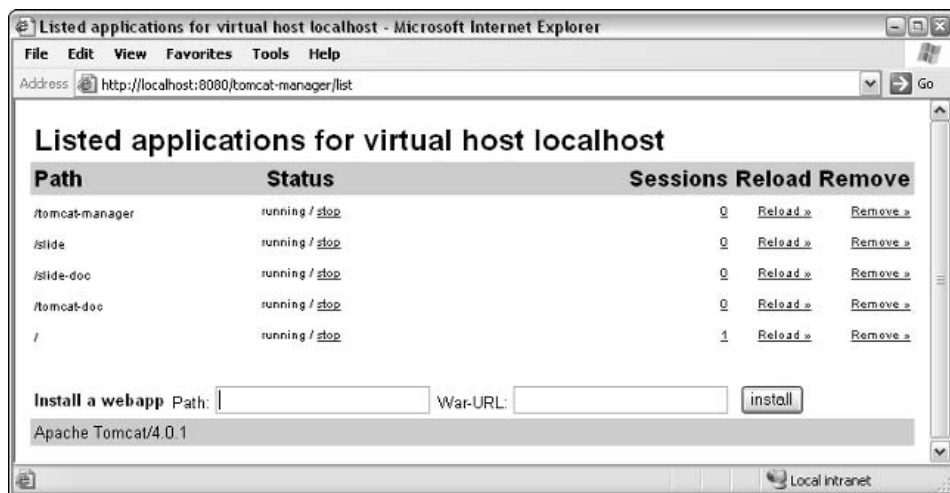 Listed applications for virtual host localhost - Microsoft Internet Explorer
File Edit View Favorites Tools Help
Address http://localhost:8080/tomcat-manager/list Go
Listed applications for virtual host localhost
Path Status Sessions Reload Remove
/tomcat-manager running / stop 0 Reload » Remove »
/slide running / stop 0 Reload » Remove »
/slide-doc running / stop 0 Reload » Remove »
/tomcat-doc running / stop 0 Reload » Remove »
/ running / stop 1 Reload » Remove »
Install a webapp Path: War-URL: install
Apache Tomcat/4.0.1
Local intranet